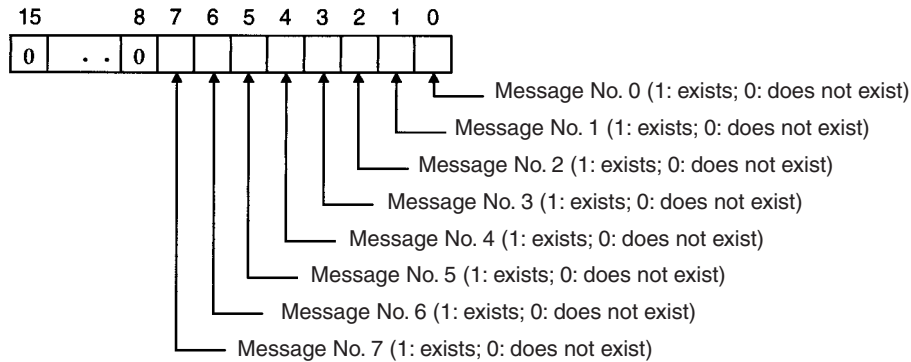 15 8 7 6 5 4 3 2 1 0
0 . . 0
Message No. 0 (1: exists; 0: does not exist)
Message No. 1 (1: exists; 0: does not exist)
Message No. 2 (1: exists; 0: does not exist)
Message No. 3 (1: exists; 0: does not exist)
Message No. 4 (1: exists; 0: does not exist)
Message No. 5 (1: exists; 0: does not exist)
Message No. 6 (1: exists; 0: does not exist)
Message No. 7 (1: exists; 0: does not exist)